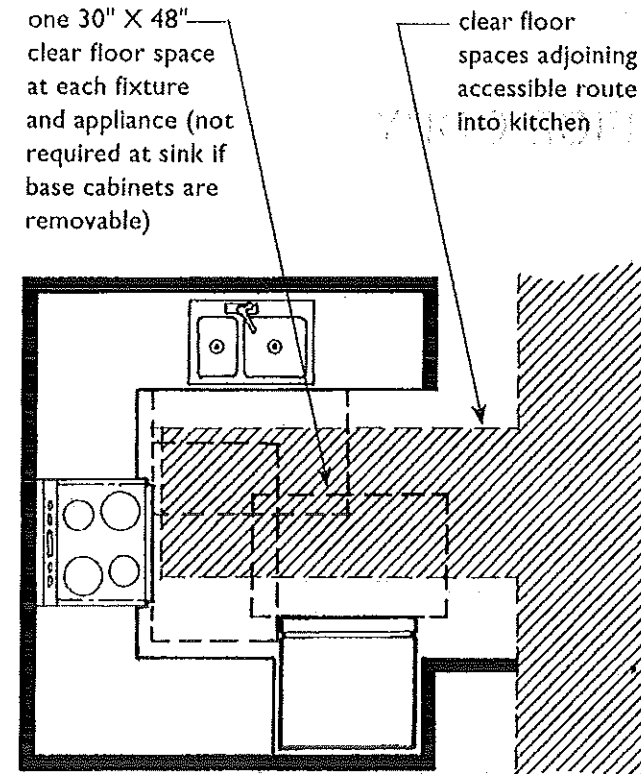 one 30" X 48"
clear floor space
at each fixture
and appliance (not
required at sink if
base cabinets are
removable)
clear floor
spaces adjoining
accessible route
into kitchen